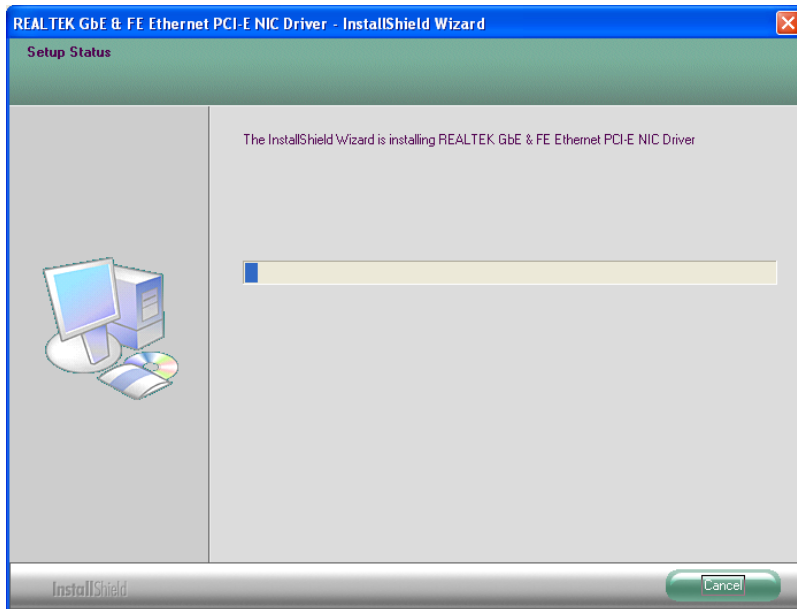 REALTEK GbE & FE Ethernet PCI-E NIC Driver - InstallShield Wizard
Setup Status
The InstallShield Wizard is installing REALTEK GbE & FE Ethernet PCI-E NIC Driver
InstallShield
Cancel